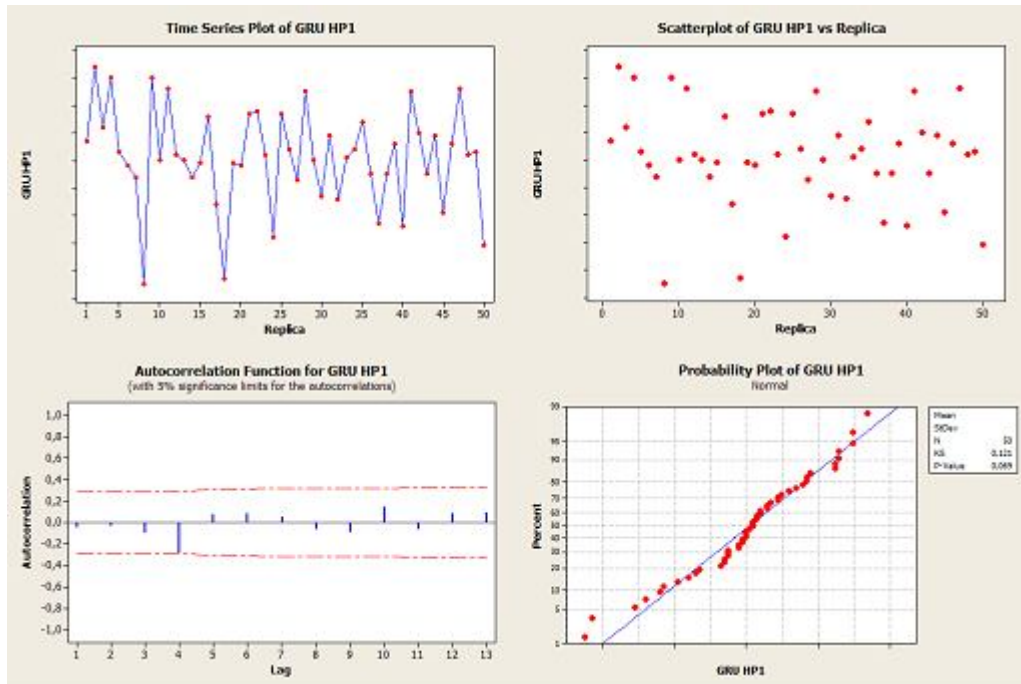 Time Series Plot of GRU HP1
GRU HP1
1 5 10 15 20 25 30 35 40 45 50
Replica
Scatterplot of GRU HP1 vs Replica
GRU HP1
0 10 20 30 40 50
Replica
Autocorrelation Function for GRU HP1
(with 5% significance limits for the autocorrelations)
Autocorrelation
1,0
0,8
0,6
0,4
0,2
0,0
-0,2
-0,4
-0,6
-0,8
-1,0
1 2 3 4 5 6 7 8 9 10 11 12 13
Lag
Probability Plot of GRU HP1
Normal
Percent
99
95
90
80
70
60
50
40
30
20
10
5
1
GRU HP1
Mean
StDev
N 50
KS 0,121
P-Value 0,069